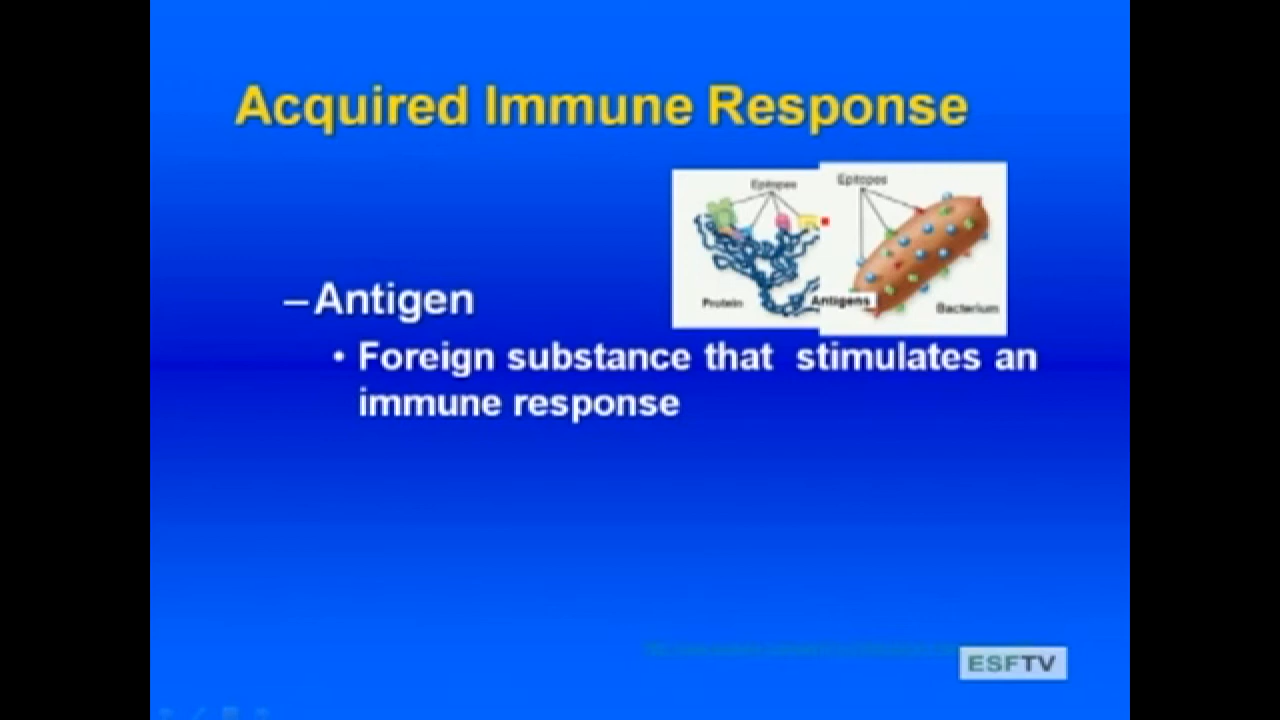 Acquired Immune Response
Epitopes
Epitopes
Protein
Antigens
Bacterium
–Antigen
• Foreign substance that stimulates an
immune response
ESFTV